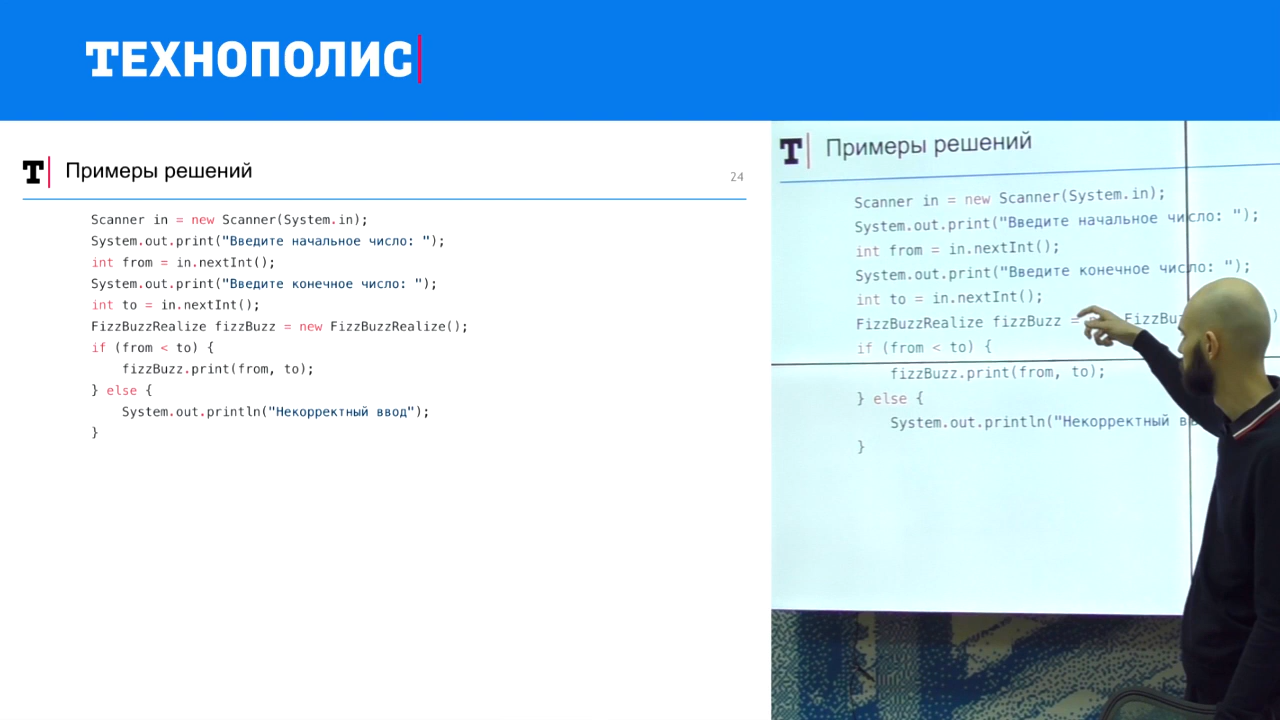 ТЕХНОПОЛИС
Т Примеры решений
24
Scanner in = new Scanner(System.in);
System.out.print("Введите начальное число: ");
int from = in.nextInt();
System.out.print("Введите конечное число: ");
int to = in.nextInt();
FizzBuzzRealize fizzBuzz = new FizzBuzzRealize();
if (from < to) {
fizzBuzz.print(from, to);
} else {
System.out.println("Некорректный ввод");
}
Т Примеры решений
Scanner in = new Scanner(System.in);
System.out.print("Введите начальное число: ");
int from = in.nextInt();
System.out.print("Введите конечное число: ");
int to = in.nextInt();
FizzBuzzRealize fizzBuzz =
if (from < to) {
fizzBuzz.print(from, to);
} else {
System.out.println("Некорректный
}